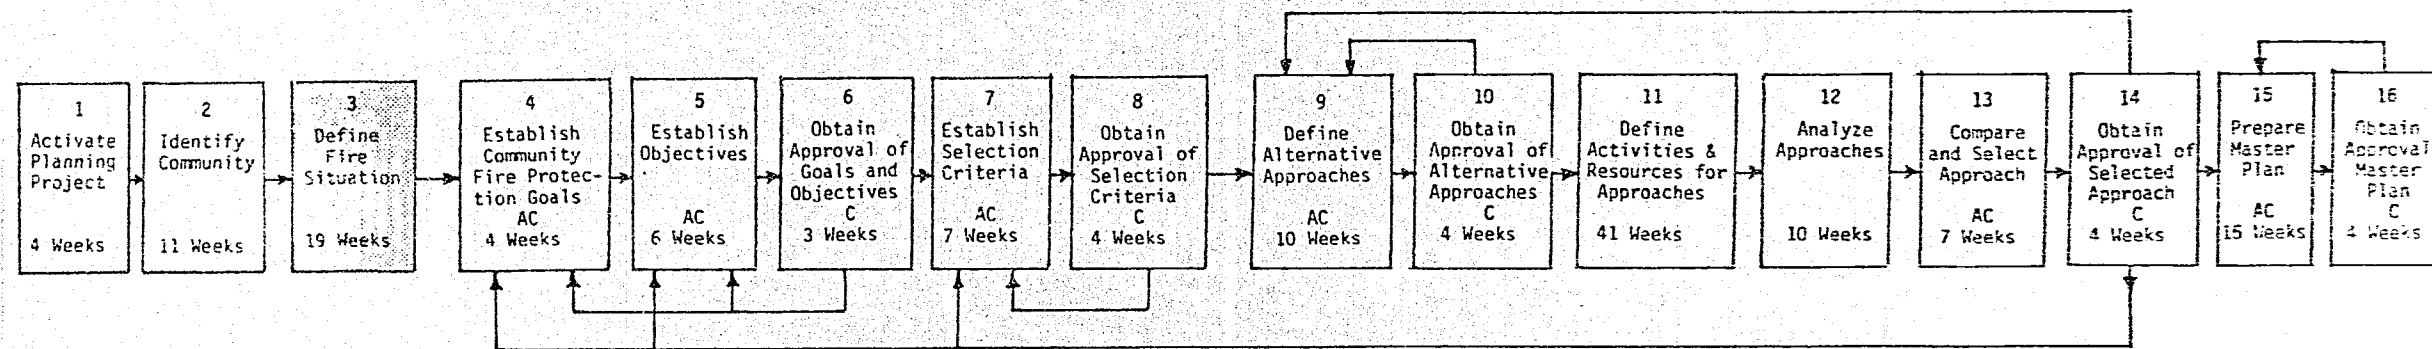 1
Activate
Planning
Project
4 Weeks
2
Identify
Community
11 Weeks
3
Define
Fire
Situation
19 Weeks
4
Establish
Community
Fire Protec-
tion Goals
AC
4 Weeks
5
Establish
Objectives
AC
6 Weeks
6
Obtain
Approval of
Goals and
Objectives
C
3 Weeks
7
Establish
Selection
Criteria
AC
7 Weeks
8
Obtain
Approval of
Selection
Criteria
C
4 Weeks
9
Define
Alternative
Approaches
AC
10 Weeks
10
Obtain
Approval of
Alternative
Approaches
C
4 Weeks
11
Define
Activities &
Resources for
Approaches
41 Weeks
12
Analyze
Approaches
10 Weeks
13
Compare
and Select
Approach
AC
7 Weeks
14
Obtain
Approval of
Selected
Approach
C
4 Weeks
15
Prepare
Master
Plan
AC
15 Weeks
16
Obtain
Approval
Master
Plan
C
4 Weeks